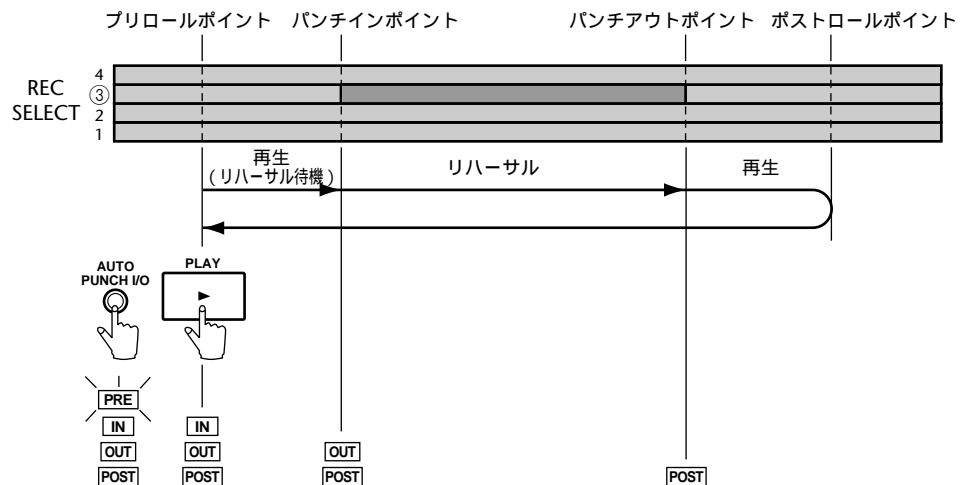 プリロールポイント パンチインポイント パンチアウトポイント ポストロールポイント
REC
SELECT
4
③
2
1
再生
(リハーサル待機)
リハーサル
再生
AUTO
PUNCH I/O
PLAY
PRE
IN IN
OUT OUT OUT
POST POST POST POST